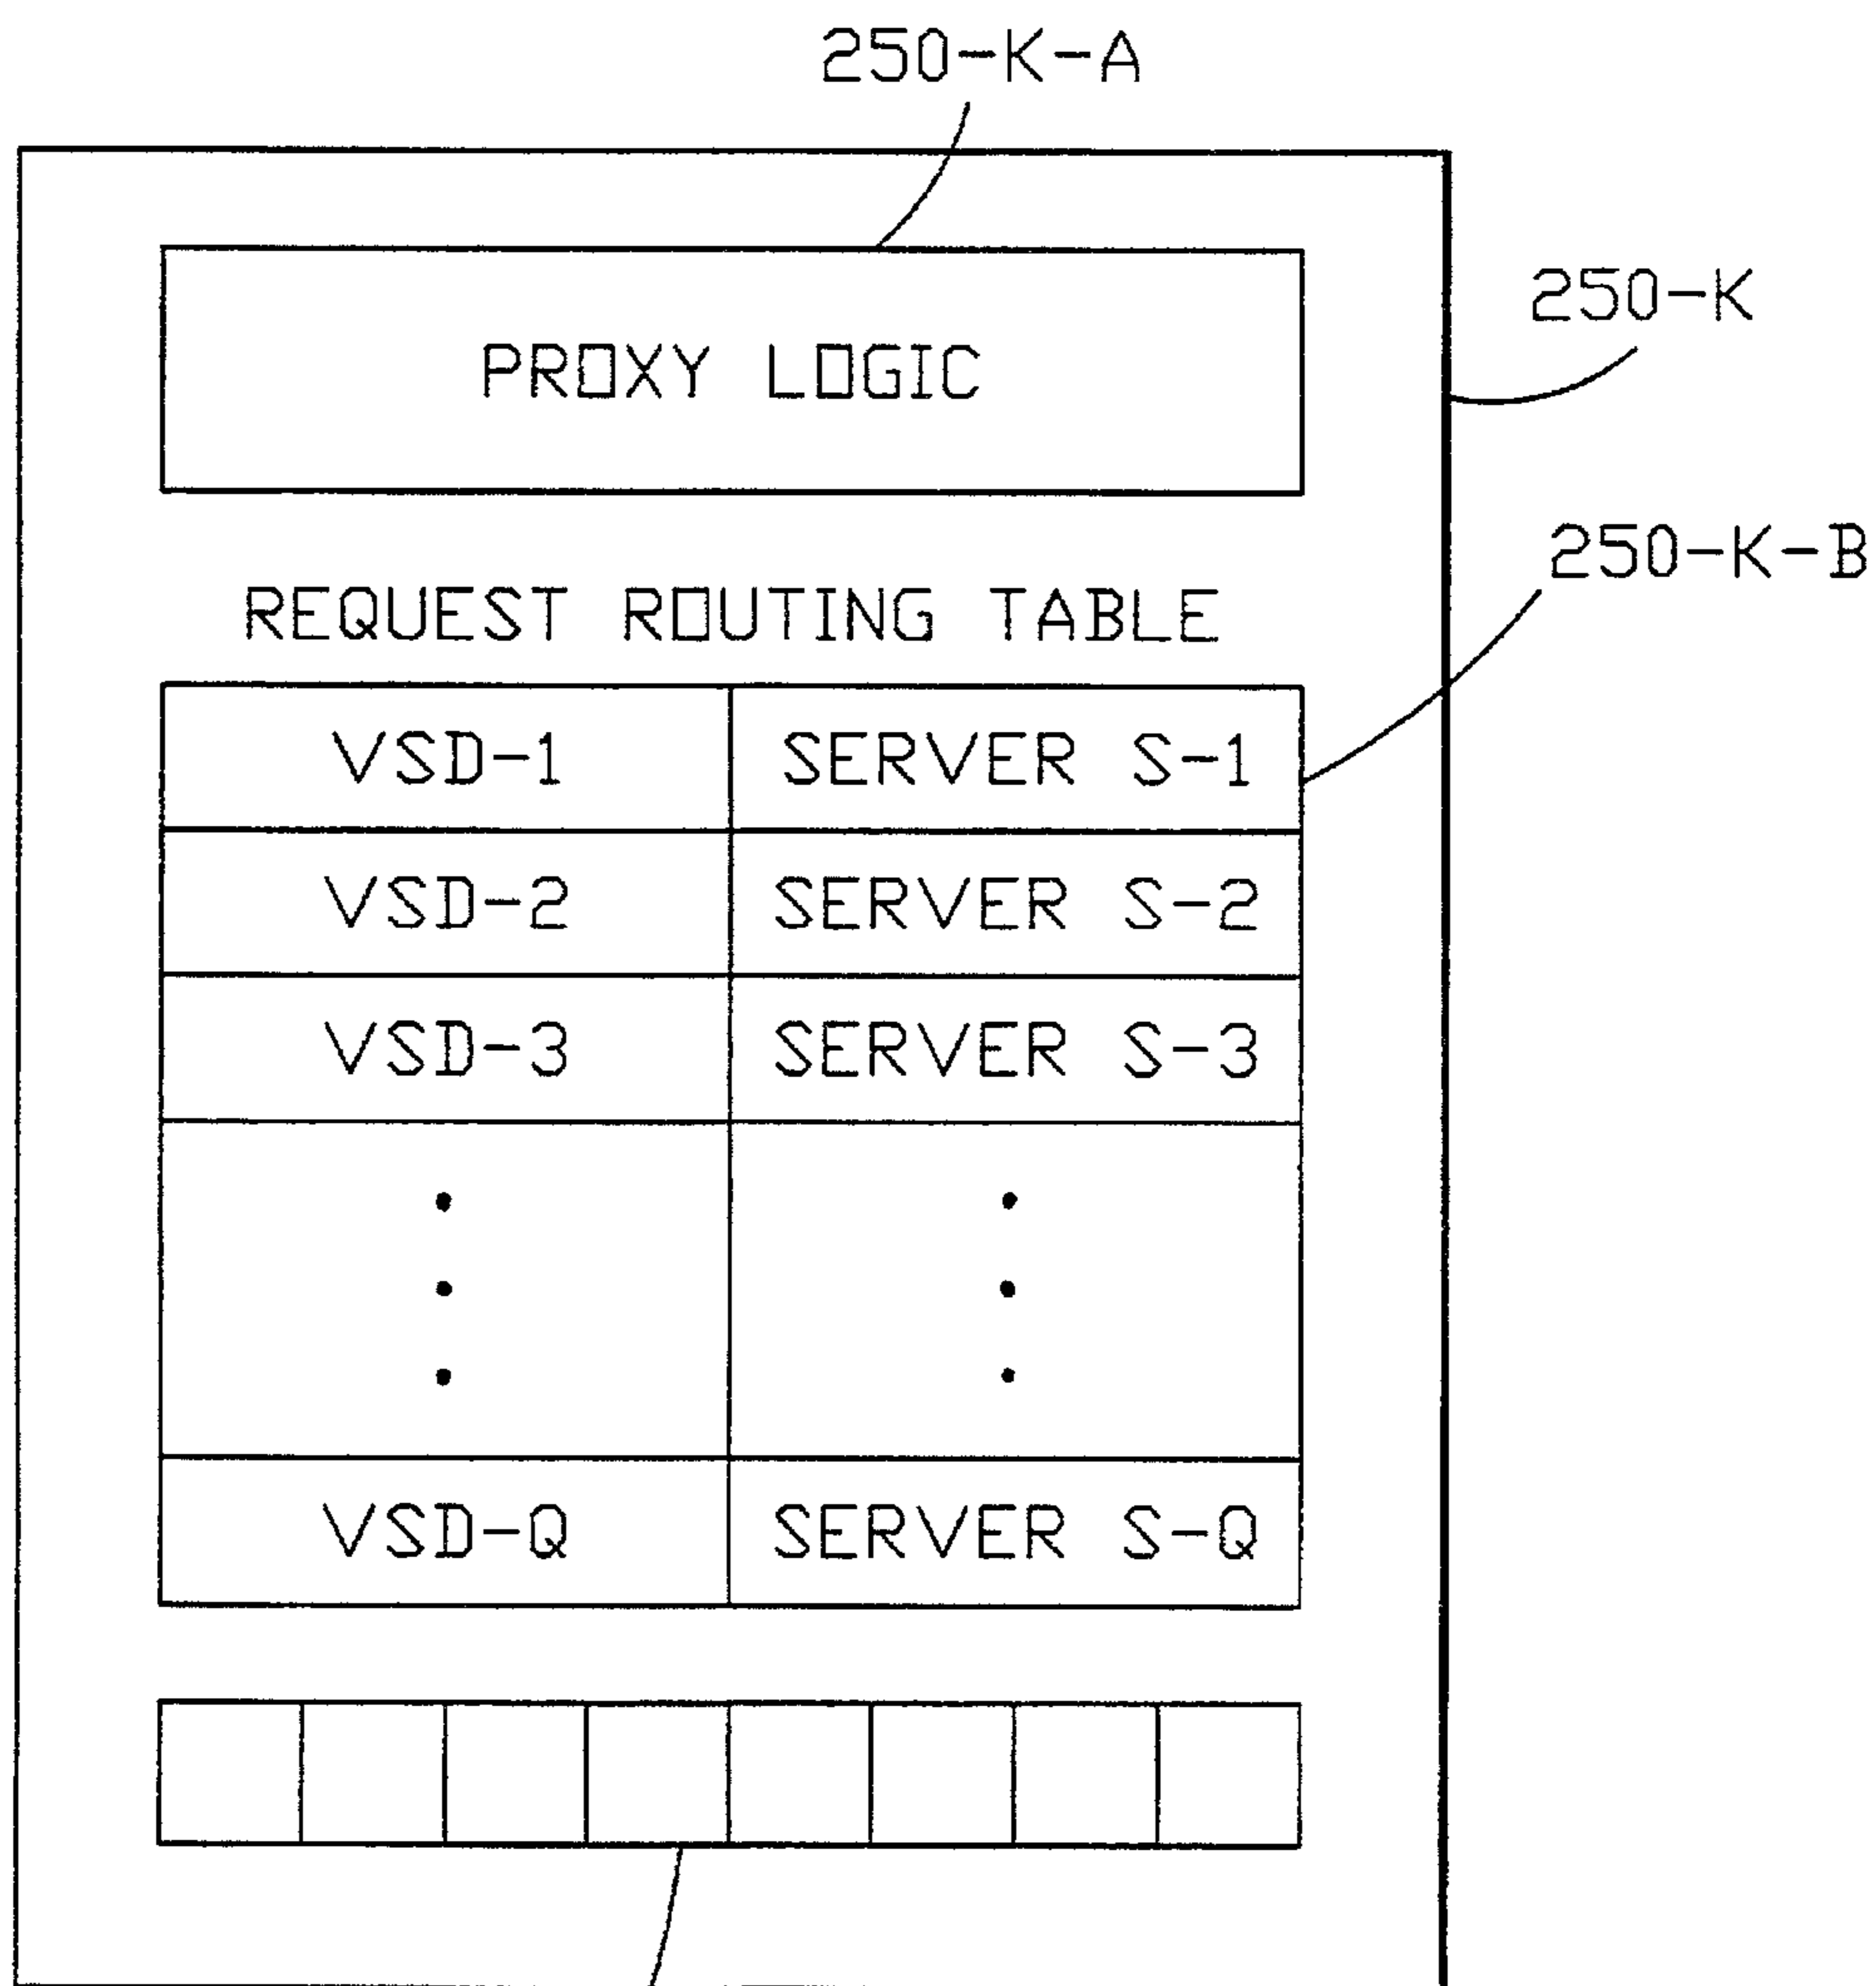 250-K-A
PROXY LOGIC
250-K
250-K-B
REQUEST ROUTING TABLE
VSD-1 SERVER S-1
VSD-2 SERVER S-2
VSD-3 SERVER S-3
VSD-Q SERVER S-Q